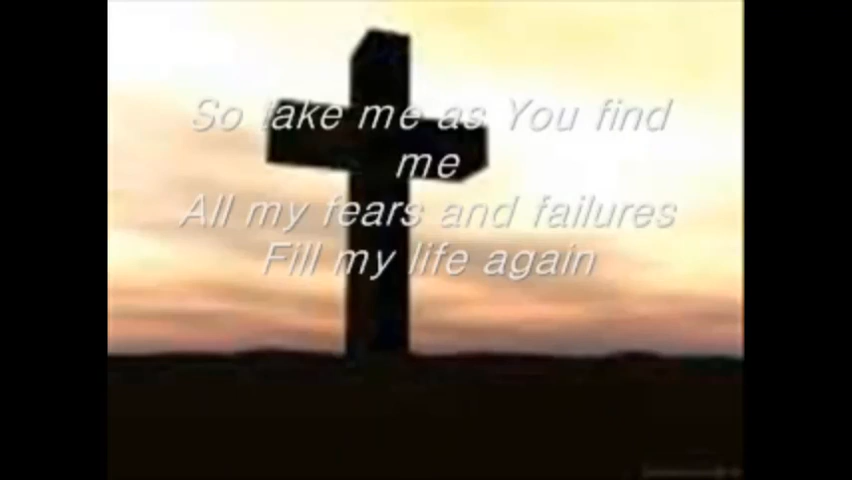 So take me as You find
me
All my fears and failures
Fill my life again